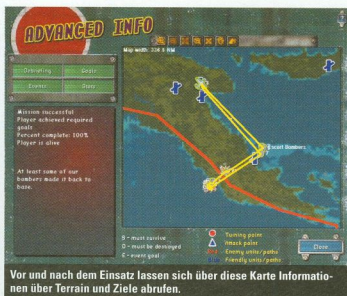 ADVANCED INFO
Map width: 334.8 NM
Debriefing
Goals
Events
Stats
Mission successful
Player achieved required
goals
Percent complete: 100%
Player is alive
At least some of our
bombers made it back to
base.
Escort Bombers
S - must survive
D - must be destroyed
E - event goal
Turning point
Attack point
Enemy units/paths
Friendly units/paths
Close
Vor und nach dem Einsatz lassen sich über diese Karte Informatio-
nen über Terrain und Ziele abrufen.